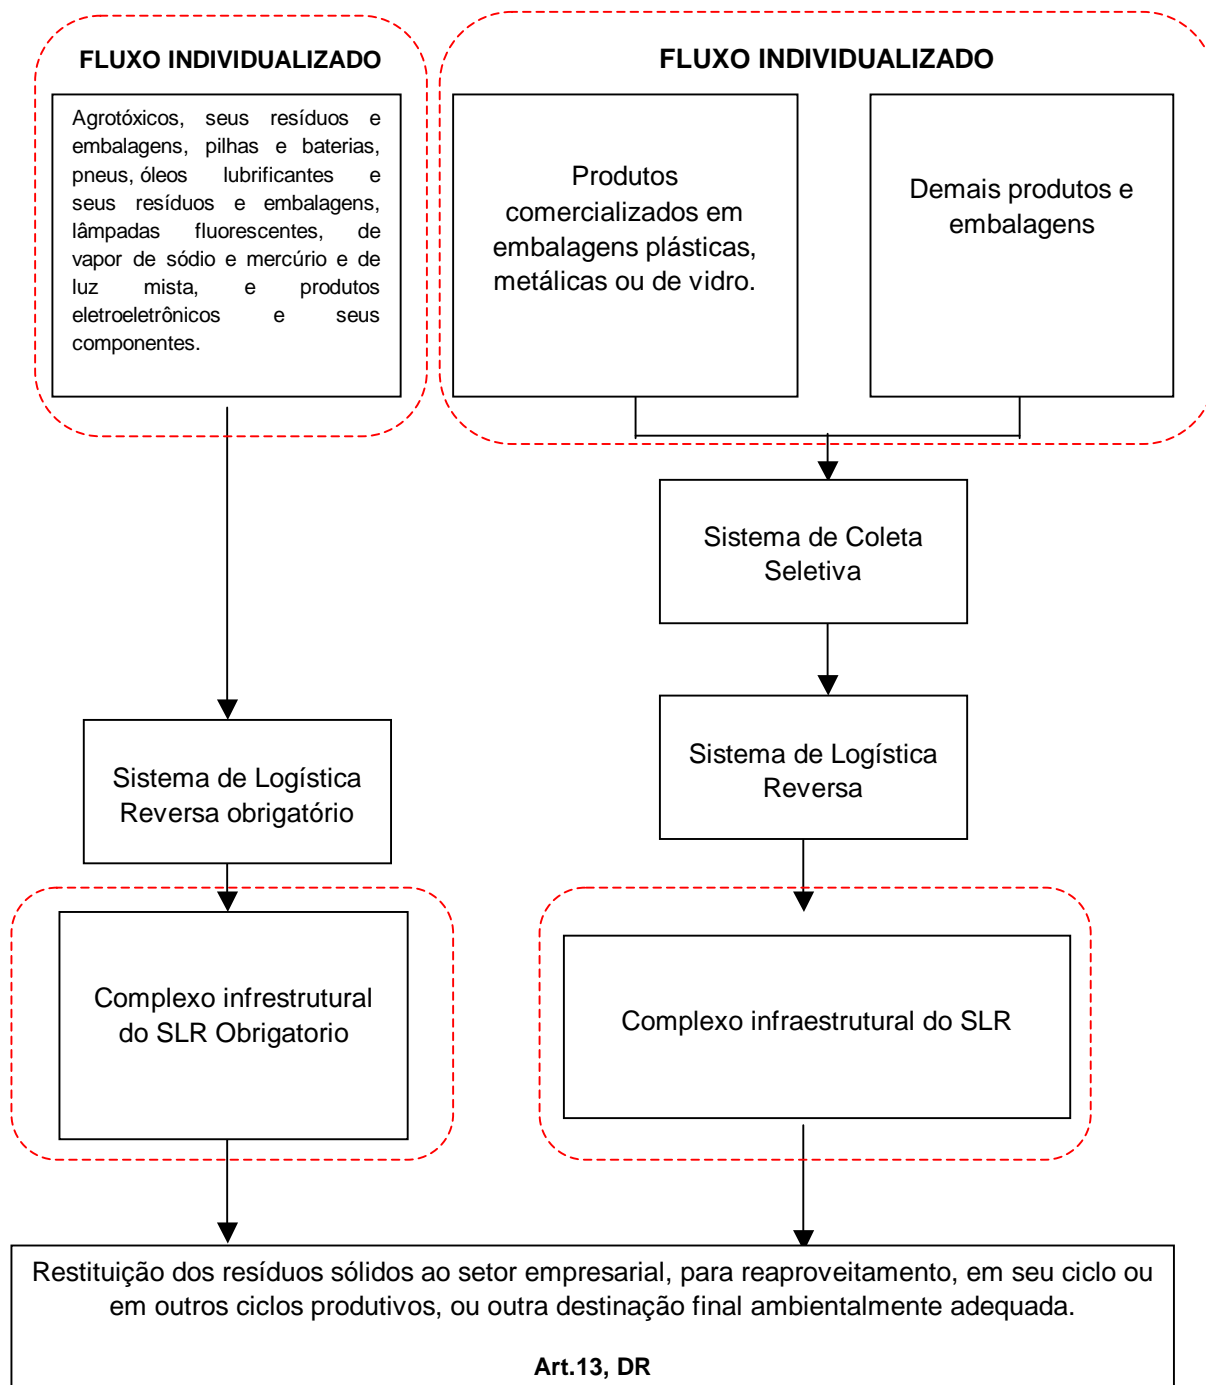 FLUXO INDIVIDUALIZADO
Agrotóxicos, seus resíduos e
embalagens, pilhas e baterias,
pneus, óleos lubrificantes e
seus resíduos e embalagens,
lâmpadas fluorescentes, de
vapor de sódio e mercúrio e de
luz mista, e produtos
eletroeletrônicos e seus
componentes.
FLUXO INDIVIDUALIZADO
Produtos
comercializados em
embalagens plásticas,
metálicas ou de vidro.
Demais produtos e
embalagens
Sistema de Coleta
Seletiva
Sistema de Logística
Reversa obrigatório
Sistema de Logística
Reversa
Complexo infrestrutural
do SLR Obrigatorio
Complexo infraestrutural do SLR
Restituição dos resíduos sólidos ao setor empresarial, para reaproveitamento, em seu ciclo ou
em outros ciclos produtivos, ou outra destinação final ambientalmente adequada.
Art.13, DR